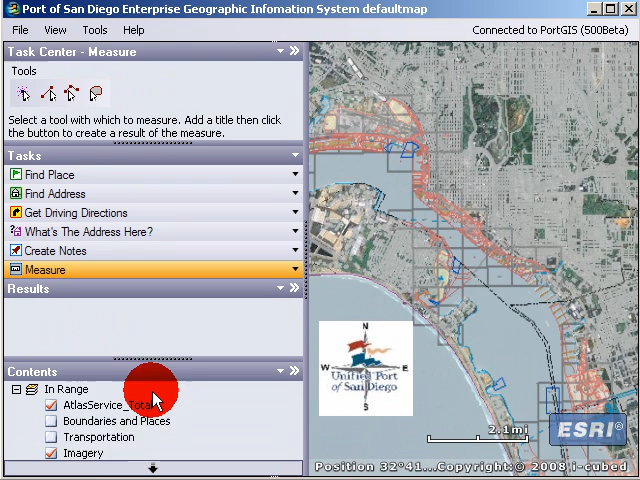 Port of San Diego Enterprise Geographic Infomation System defaultmap
File View Tools Help Connected to PortGIS (500Beta)
Task Center - Measure
Tools
Select a tool with which to measure. Add a title then click
the button to create a result of the measure.
Tasks
Find Place
Find Address
Get Driving Directions
What's The Address Here?
Create Notes
Measure
Results
Contents
In Range
AtlasService_Total
Boundaries and Places
Transportation
Imagery
N
W E
Unified Port
of San Diego
S
2.1mi
ESRI®
Position 32°41...Copyright:© 2008 i-cubed